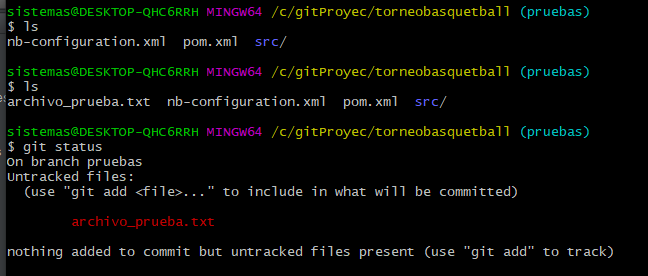 sistemas@DESKTOP-QHC6RRH MINGW64 /c/gitProyec/torneobasquetball (pruebas)
$ ls
nb-configuration.xml  pom.xml  src/

sistemas@DESKTOP-QHC6RRH MINGW64 /c/gitProyec/torneobasquetball (pruebas)
$ ls
archivo_prueba.txt  nb-configuration.xml  pom.xml  src/

sistemas@DESKTOP-QHC6RRH MINGW64 /c/gitProyec/torneobasquetball (pruebas)
$ git status
On branch pruebas
Untracked files:
  (use "git add <file>..." to include in what will be committed)

        archivo_prueba.txt

nothing added to commit but untracked files present (use "git add" to track)